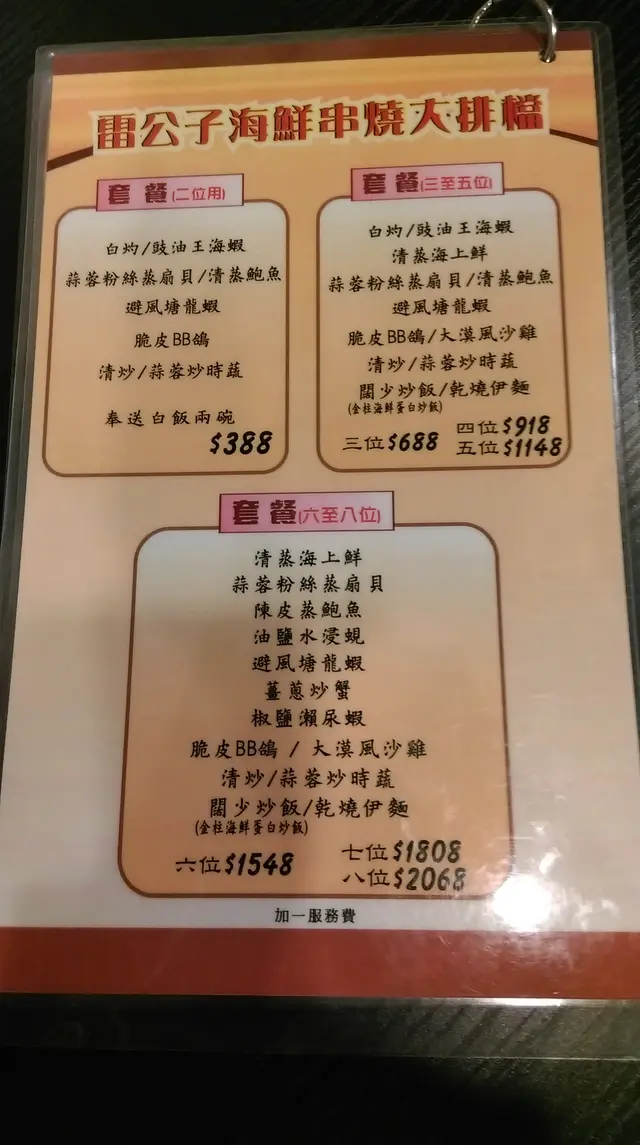 雷公子海鮮串燒大排檔
套餐(二位用)
白灼/豉油王海蝦
蒜蓉粉絲蒸扇貝/清蒸鮑魚
避風塘龍蝦
脆皮BB鴿
清炒/蒜蓉炒時蔬
奉送白飯兩碗
$388
套餐(三至五位)
白灼/豉油王海蝦
清蒸海上鮮
蒜蓉粉絲蒸扇貝/清蒸鮑魚
避風塘龍蝦
脆皮BB鴿/大漠風沙雞
清炒/蒜蓉炒時蔬
闊少炒飯/乾燒伊麵
(金柱海鮮蛋白炒飯)
三位$688
四位$918
五位$1148
套餐(六至八位)
清蒸海上鮮
蒜蓉粉絲蒸扇貝
陳皮蒸鮑魚
油鹽水浸蜆
避風塘龍蝦
薑蔥炒蟹
椒鹽瀨尿蝦
脆皮BB鴿 / 大漠風沙雞
清炒/蒜蓉炒時蔬
闊少炒飯/乾燒伊麵
(金柱海鮮蛋白炒飯)
六位$1548
七位$1808
八位$2068
加一服務費